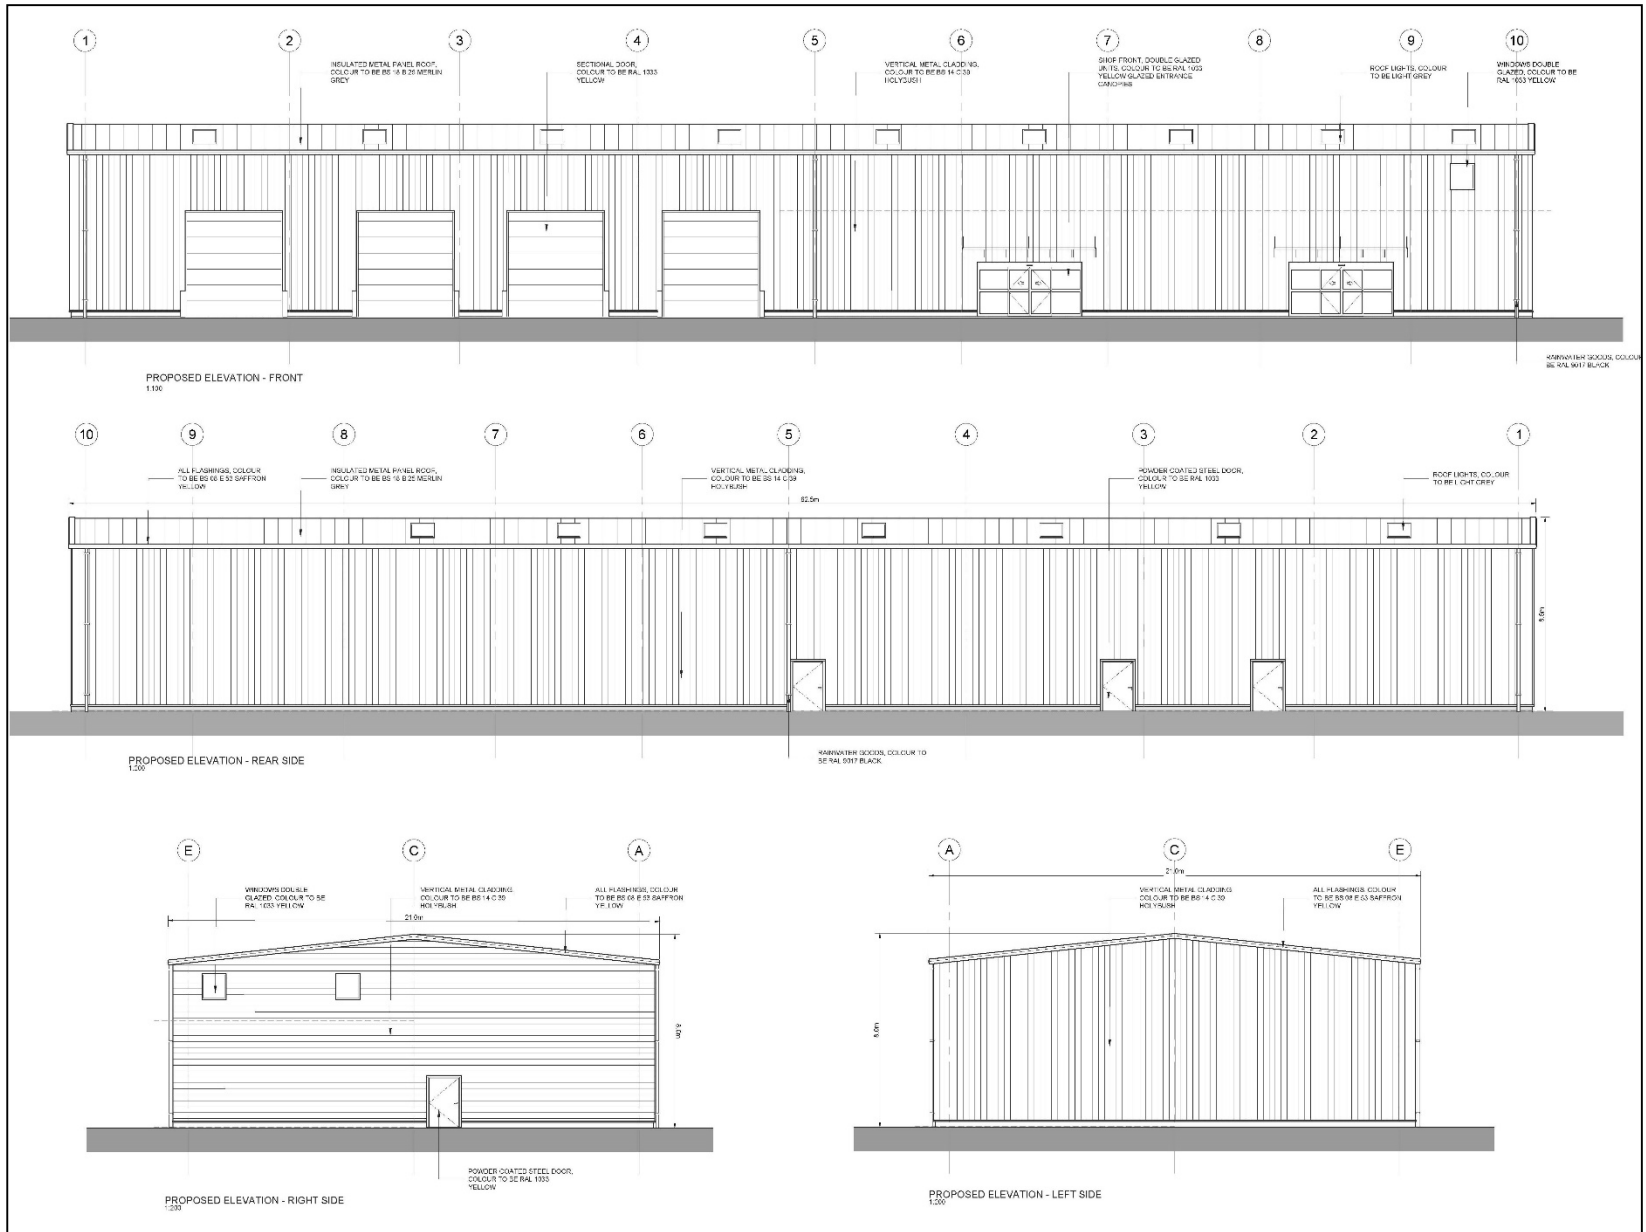 1 2 3 4 5 6 7 8 9 10
INSULATED METAL PANEL ROOF,
COLOUR TO BE BS 18 B 25 MERLIN
GREY
SECTIONAL DOOR,
COLOUR TO BE RAL 1033
YELLOW
VERTICAL METAL CLADDING,
COLOUR TO BE BS 14 C 39
HOLYBUSH
SHOP FRONT, DOUBLE GLAZED
UNITS, COLOUR TO BE RAL 1033
YELLOW GLAZED ENTRANCE
CANOPIES
ROOF LIGHTS, COLOUR
TO BE LIGHT GREY
WINDOWS DOUBLE
GLAZED, COLOUR TO BE
RAL 1033 YELLOW
RAINWATER GOODS, COLOUR
BE RAL 9017 BLACK
PROPOSED ELEVATION - FRONT
10 9 8 7 6 5 4 3 2 1
ALL FLASHINGS, COLOUR
TO BE BS 08 E 53 SAFFRON
YELLOW
INSULATED METAL PANEL ROOF,
COLOUR TO BE BS 18 B 25 MERLIN
GREY
VERTICAL METAL CLADDING,
COLOUR TO BE BS 14 C 39
HOLYBUSH
POWDER COATED STEEL DOOR,
COLOUR TO BE RAL 1033
YELLOW
ROOF LIGHTS, COLOUR
TO BE LIGHT GREY
62.5m
RAINWATER GOODS, COLOUR TO
BE RAL 9017 BLACK
PROPOSED ELEVATION - REAR SIDE
1:200
E C A
WINDOWS DOUBLE
GLAZED, COLOUR TO BE
RAL 1033 YELLOW
VERTICAL METAL CLADDING,
COLOUR TO BE BS 14 C 39
HOLYBUSH
ALL FLASHINGS, COLOUR
TO BE BS 08 E 53 SAFFRON
YELLOW
21.0m
8.0m
POWDER COATED STEEL DOOR,
COLOUR TO BE RAL 1033
YELLOW
PROPOSED ELEVATION - RIGHT SIDE
1:200
A C E
21.0m
VERTICAL METAL CLADDING,
COLOUR TO BE BS 14 C 39
HOLYBUSH
ALL FLASHINGS, COLOUR
TO BE BS 08 E 53 SAFFRON
YELLOW
8.0m
PROPOSED ELEVATION - LEFT SIDE
1:200